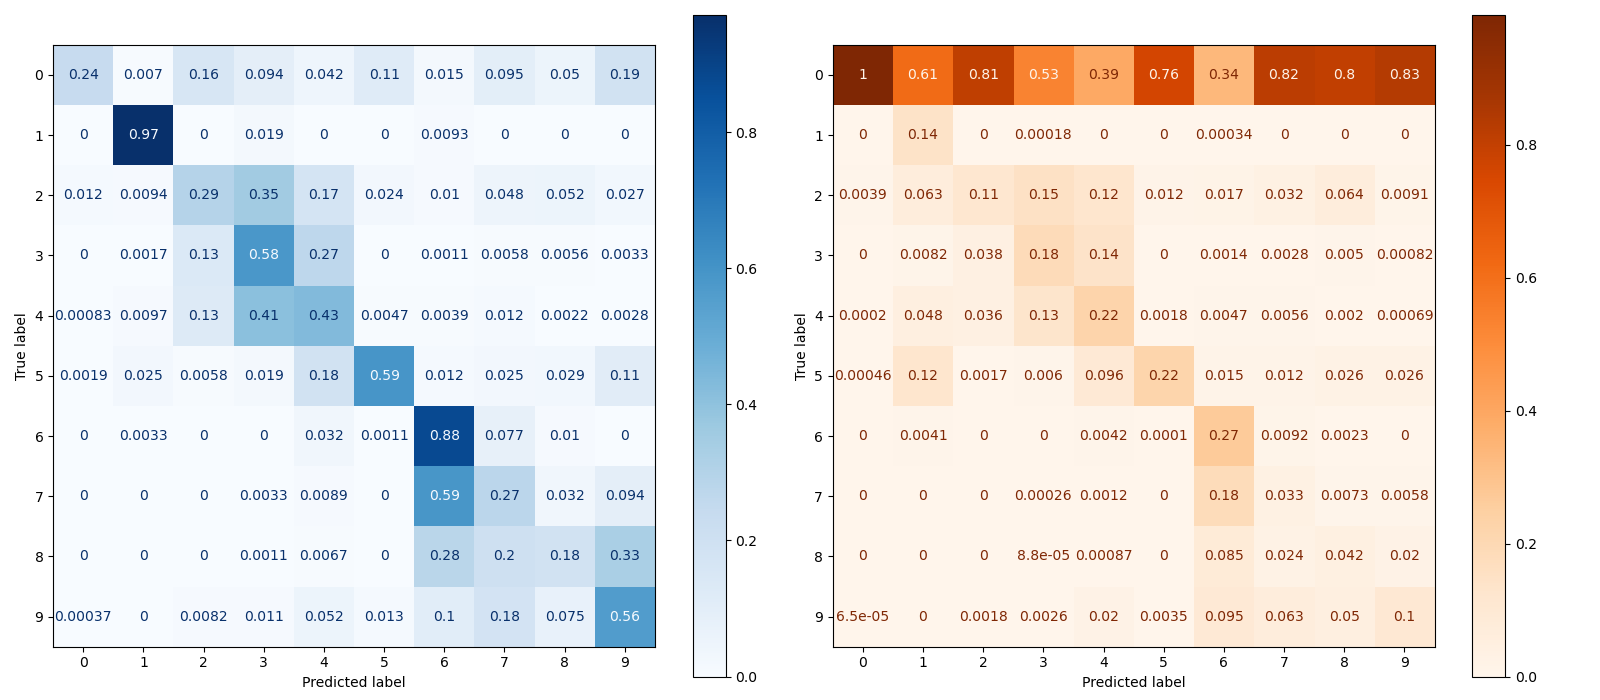 0 0.24 0.007 0.16 0.094 0.042 0.11 0.015 0.095 0.05 0.19
1 0 0.97 0 0.019 0 0 0.0093 0 0 0
2 0.012 0.0094 0.29 0.35 0.17 0.024 0.01 0.048 0.052 0.027
3 0 0.0017 0.13 0.58 0.27 0 0.0011 0.0058 0.0056 0.0033
4 0.00083 0.0097 0.13 0.41 0.43 0.0047 0.0039 0.012 0.0022 0.0028
5 0.0019 0.025 0.0058 0.019 0.18 0.59 0.012 0.025 0.029 0.11
6 0 0.0033 0 0 0.032 0.0011 0.88 0.077 0.01 0
7 0 0 0 0.0033 0.0089 0 0.59 0.27 0.032 0.094
8 0 0 0 0.0011 0.0067 0 0.28 0.2 0.18 0.33
9 0.00037 0 0.0082 0.011 0.052 0.013 0.1 0.18 0.075 0.56
0 1 2 3 4 5 6 7 8 9
Predicted label
True label
0.8
0.6
0.4
0.2
0.0
0 1 0.61 0.81 0.53 0.39 0.76 0.34 0.82 0.8 0.83
1 0 0.14 0 0.00018 0 0 0.00034 0 0 0
2 0.0039 0.063 0.11 0.15 0.12 0.012 0.017 0.032 0.064 0.0091
3 0 0.0082 0.038 0.18 0.14 0 0.0014 0.0028 0.005 0.00082
4 0.0002 0.048 0.036 0.13 0.22 0.0018 0.0047 0.0056 0.002 0.00069
5 0.00046 0.12 0.0017 0.006 0.096 0.22 0.015 0.012 0.026 0.026
6 0 0.0041 0 0 0.0042 0.0001 0.27 0.0092 0.0023 0
7 0 0 0 0.00026 0.0012 0 0.18 0.033 0.0073 0.0058
8 0 0 0 8.8e-05 0.00087 0 0.085 0.024 0.042 0.02
9 6.5e-05 0 0.0018 0.0026 0.02 0.0035 0.095 0.063 0.05 0.1
0 1 2 3 4 5 6 7 8 9
Predicted label
True label
0.8
0.6
0.4
0.2
0.0